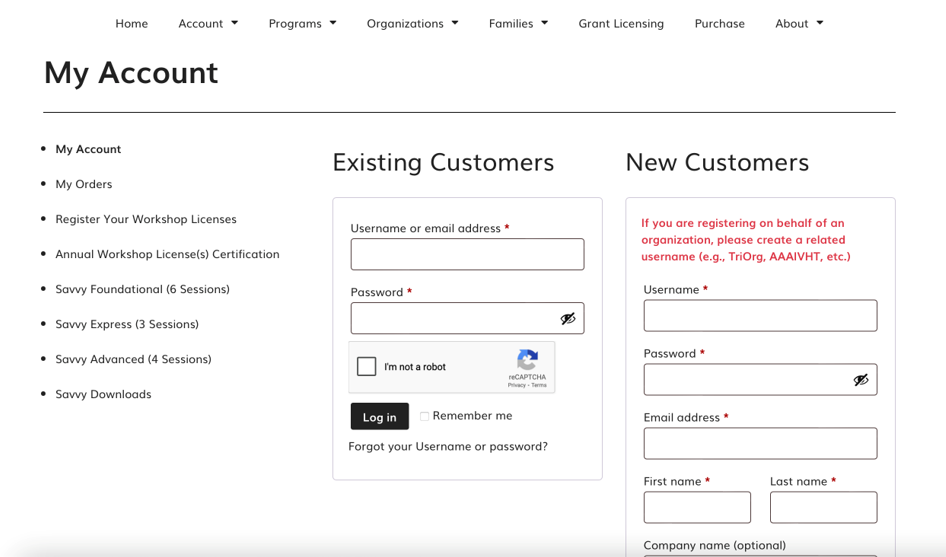 Home Account Programs Organizations Families Grant Licensing Purchase About
My Account
My Account
My Orders
Register Your Workshop Licenses
Annual Workshop License(s) Certification
Savvy Foundational (6 Sessions)
Savvy Express (3 Sessions)
Savvy Advanced (4 Sessions)
Savvy Downloads
Existing Customers
Username or email address *
Password *
I'm not a robot
reCAPTCHA
Privacy - Terms
Log in Remember me
Forgot your Username or password?
New Customers
If you are registering on behalf of an
organization, please create a related
username (e.g., TriOrg, AAAIVHT, etc.)
Username *
Password *
Email address *
First name * Last name *
Company name (optional)